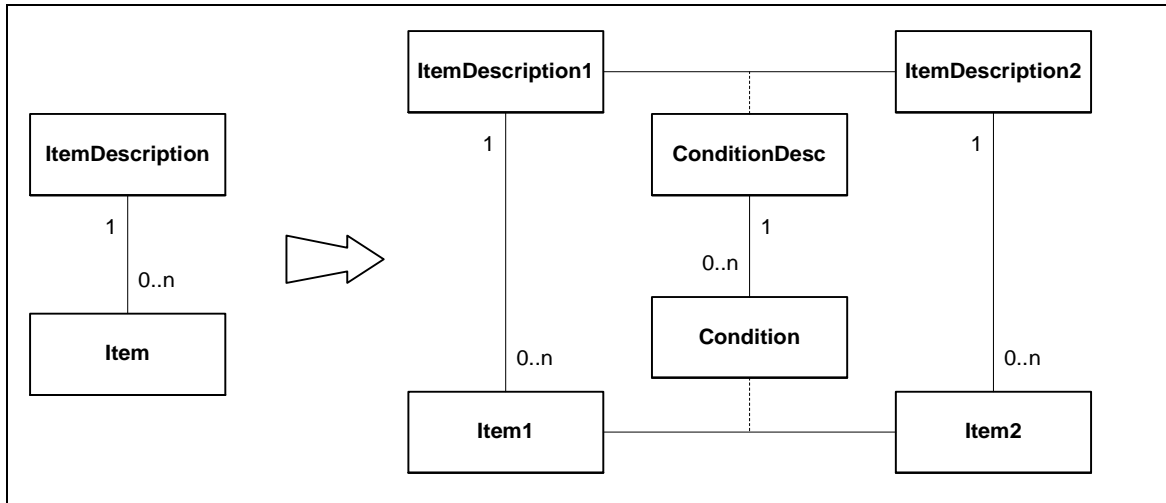 ItemDescription
1
0..n
Item
ItemDescription1
ItemDescription2
1
ConditionDesc
1
1
0..n
Condition
0..n
0..n
Item1
Item2